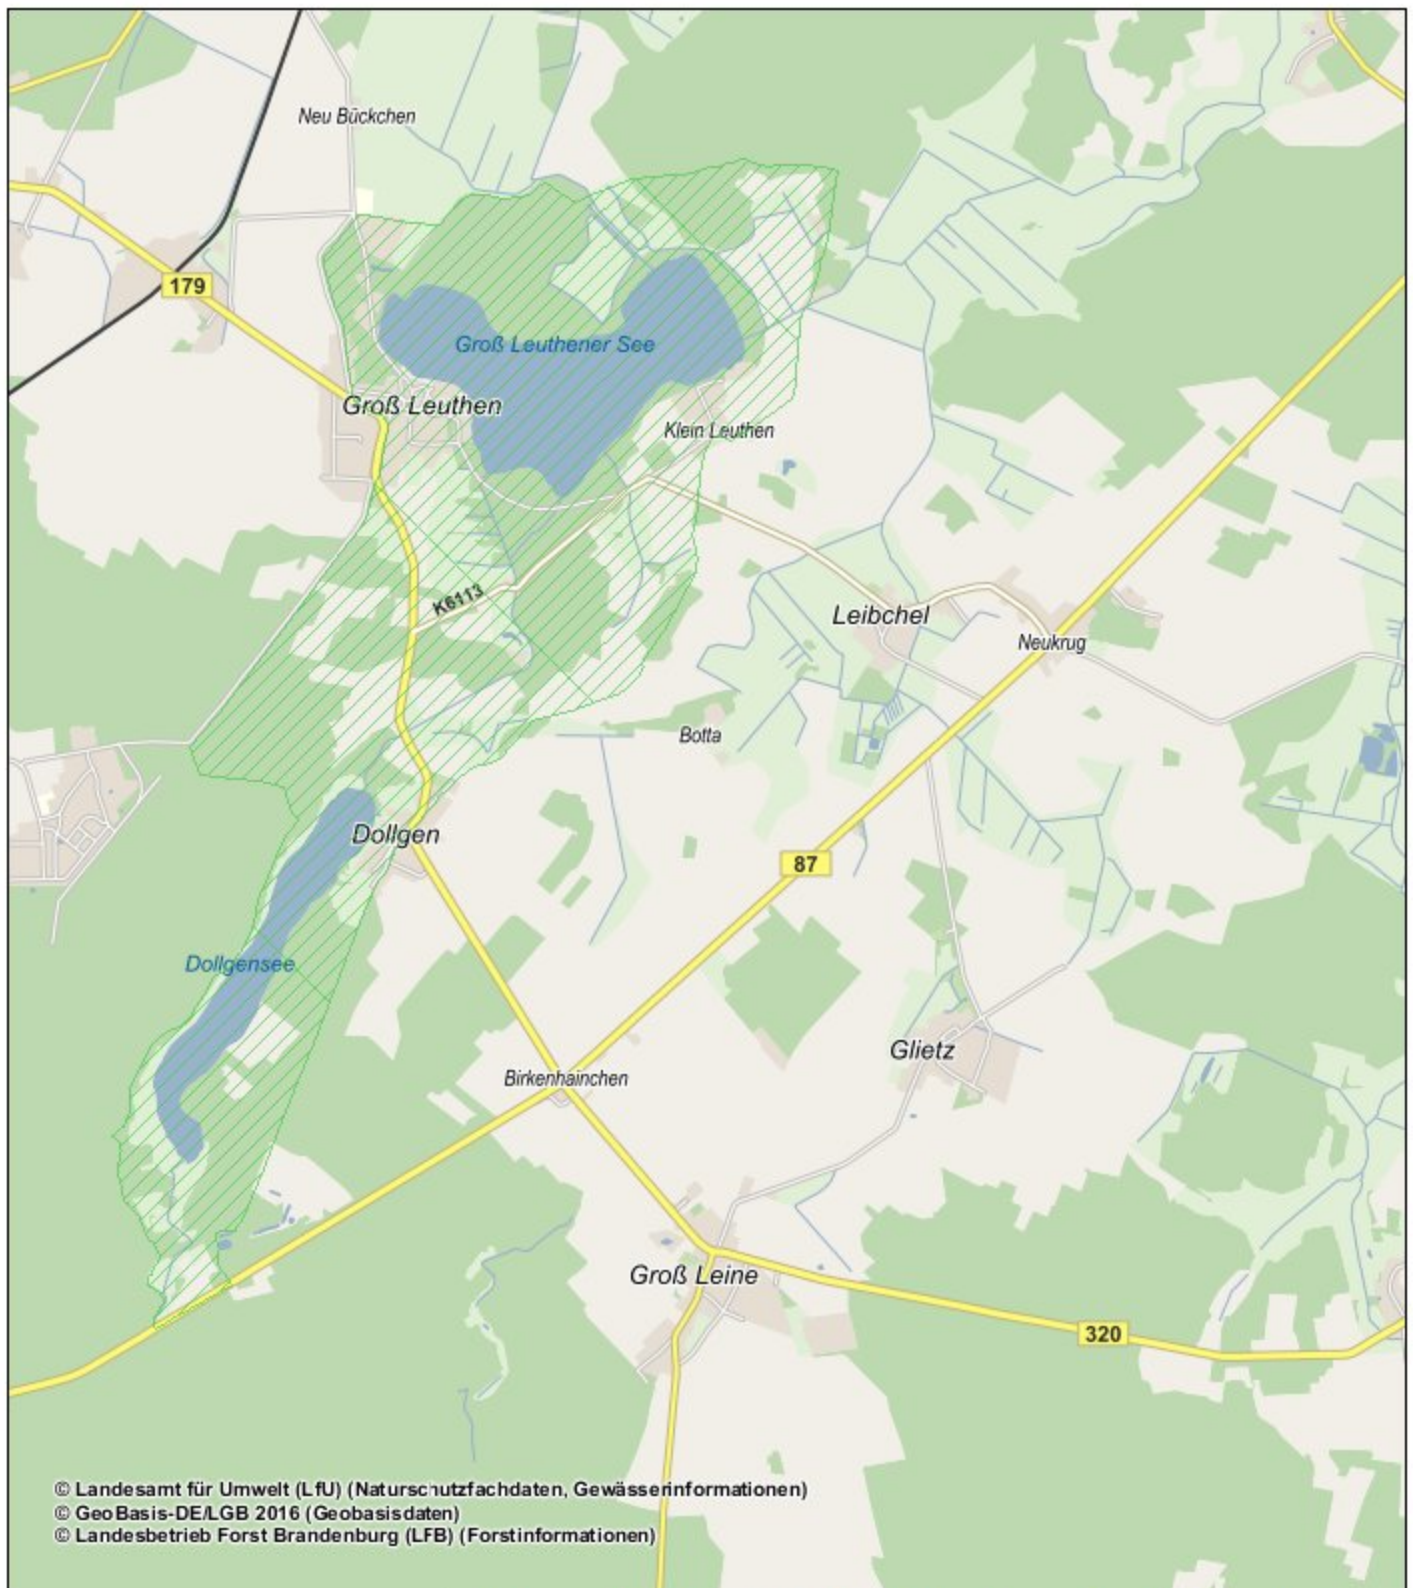 Neu Bückchen
179
Groß Leuthener See
Groß Leuthen
Klein Leuthen
K6113
Leibchel
Neukrug
Botta
Dollgen
87
Dollgensee
Glietz
Birkenhainchen
Groß Leine
320
© Landesamt für Umwelt (LfU) (Naturschutzfachdaten, Gewässerinformationen)
© GeoBasis-DE/LGB 2016 (Geobasisdaten)
© Landesbetrieb Forst Brandenburg (LFB) (Forstinformationen)